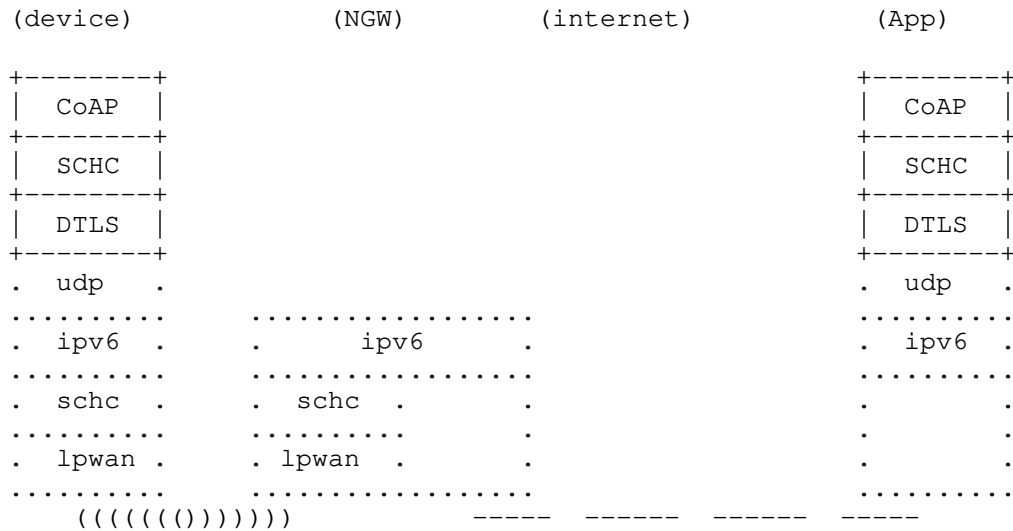 (device) (NGW) (internet) (App)
+--------+ +--------+
| CoAP | | CoAP |
+--------+ +--------+
| SCHC | | SCHC |
+--------+ +--------+
| DTLS | | DTLS |
+--------+ +--------+
. udp . . udp .
.......... .................. ..........
. ipv6 . . ipv6 . . ipv6 .
.......... .................. ..........
. schc . . schc . . . .
.......... .......... . . .
. lpwan . . lpwan . . . .
.......... .................. ..........
((((((())))))) ----- ------ ------ -----